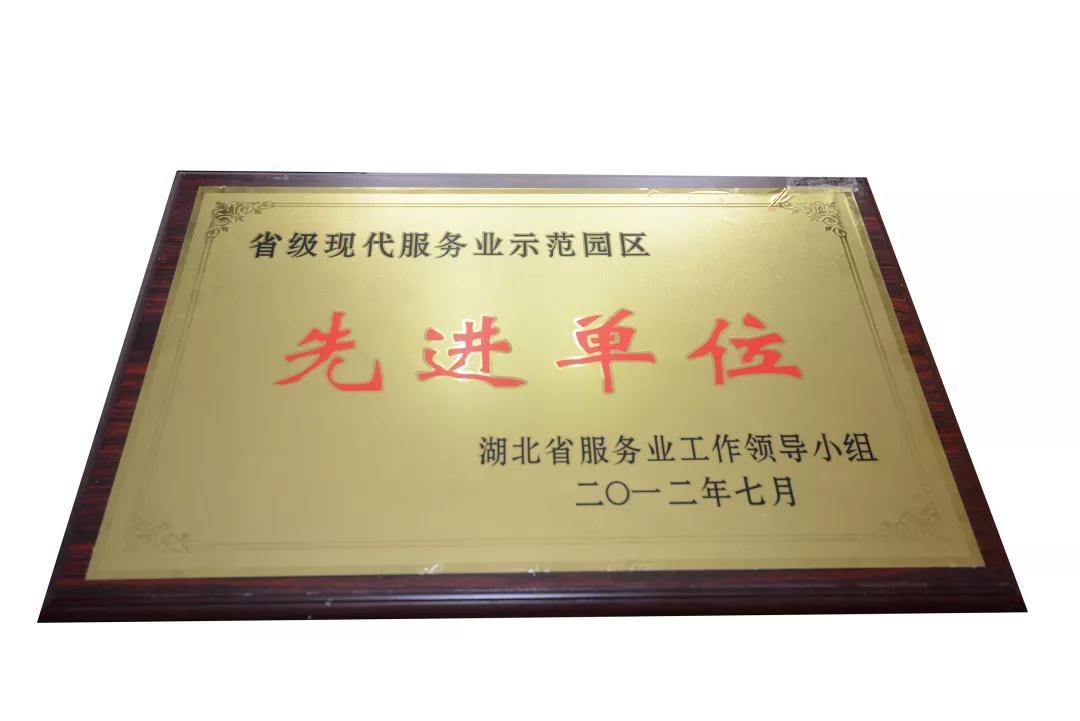 省级现代服务业示范园区
先进单位
湖北省服务业工作领导小组
二〇一二年七月